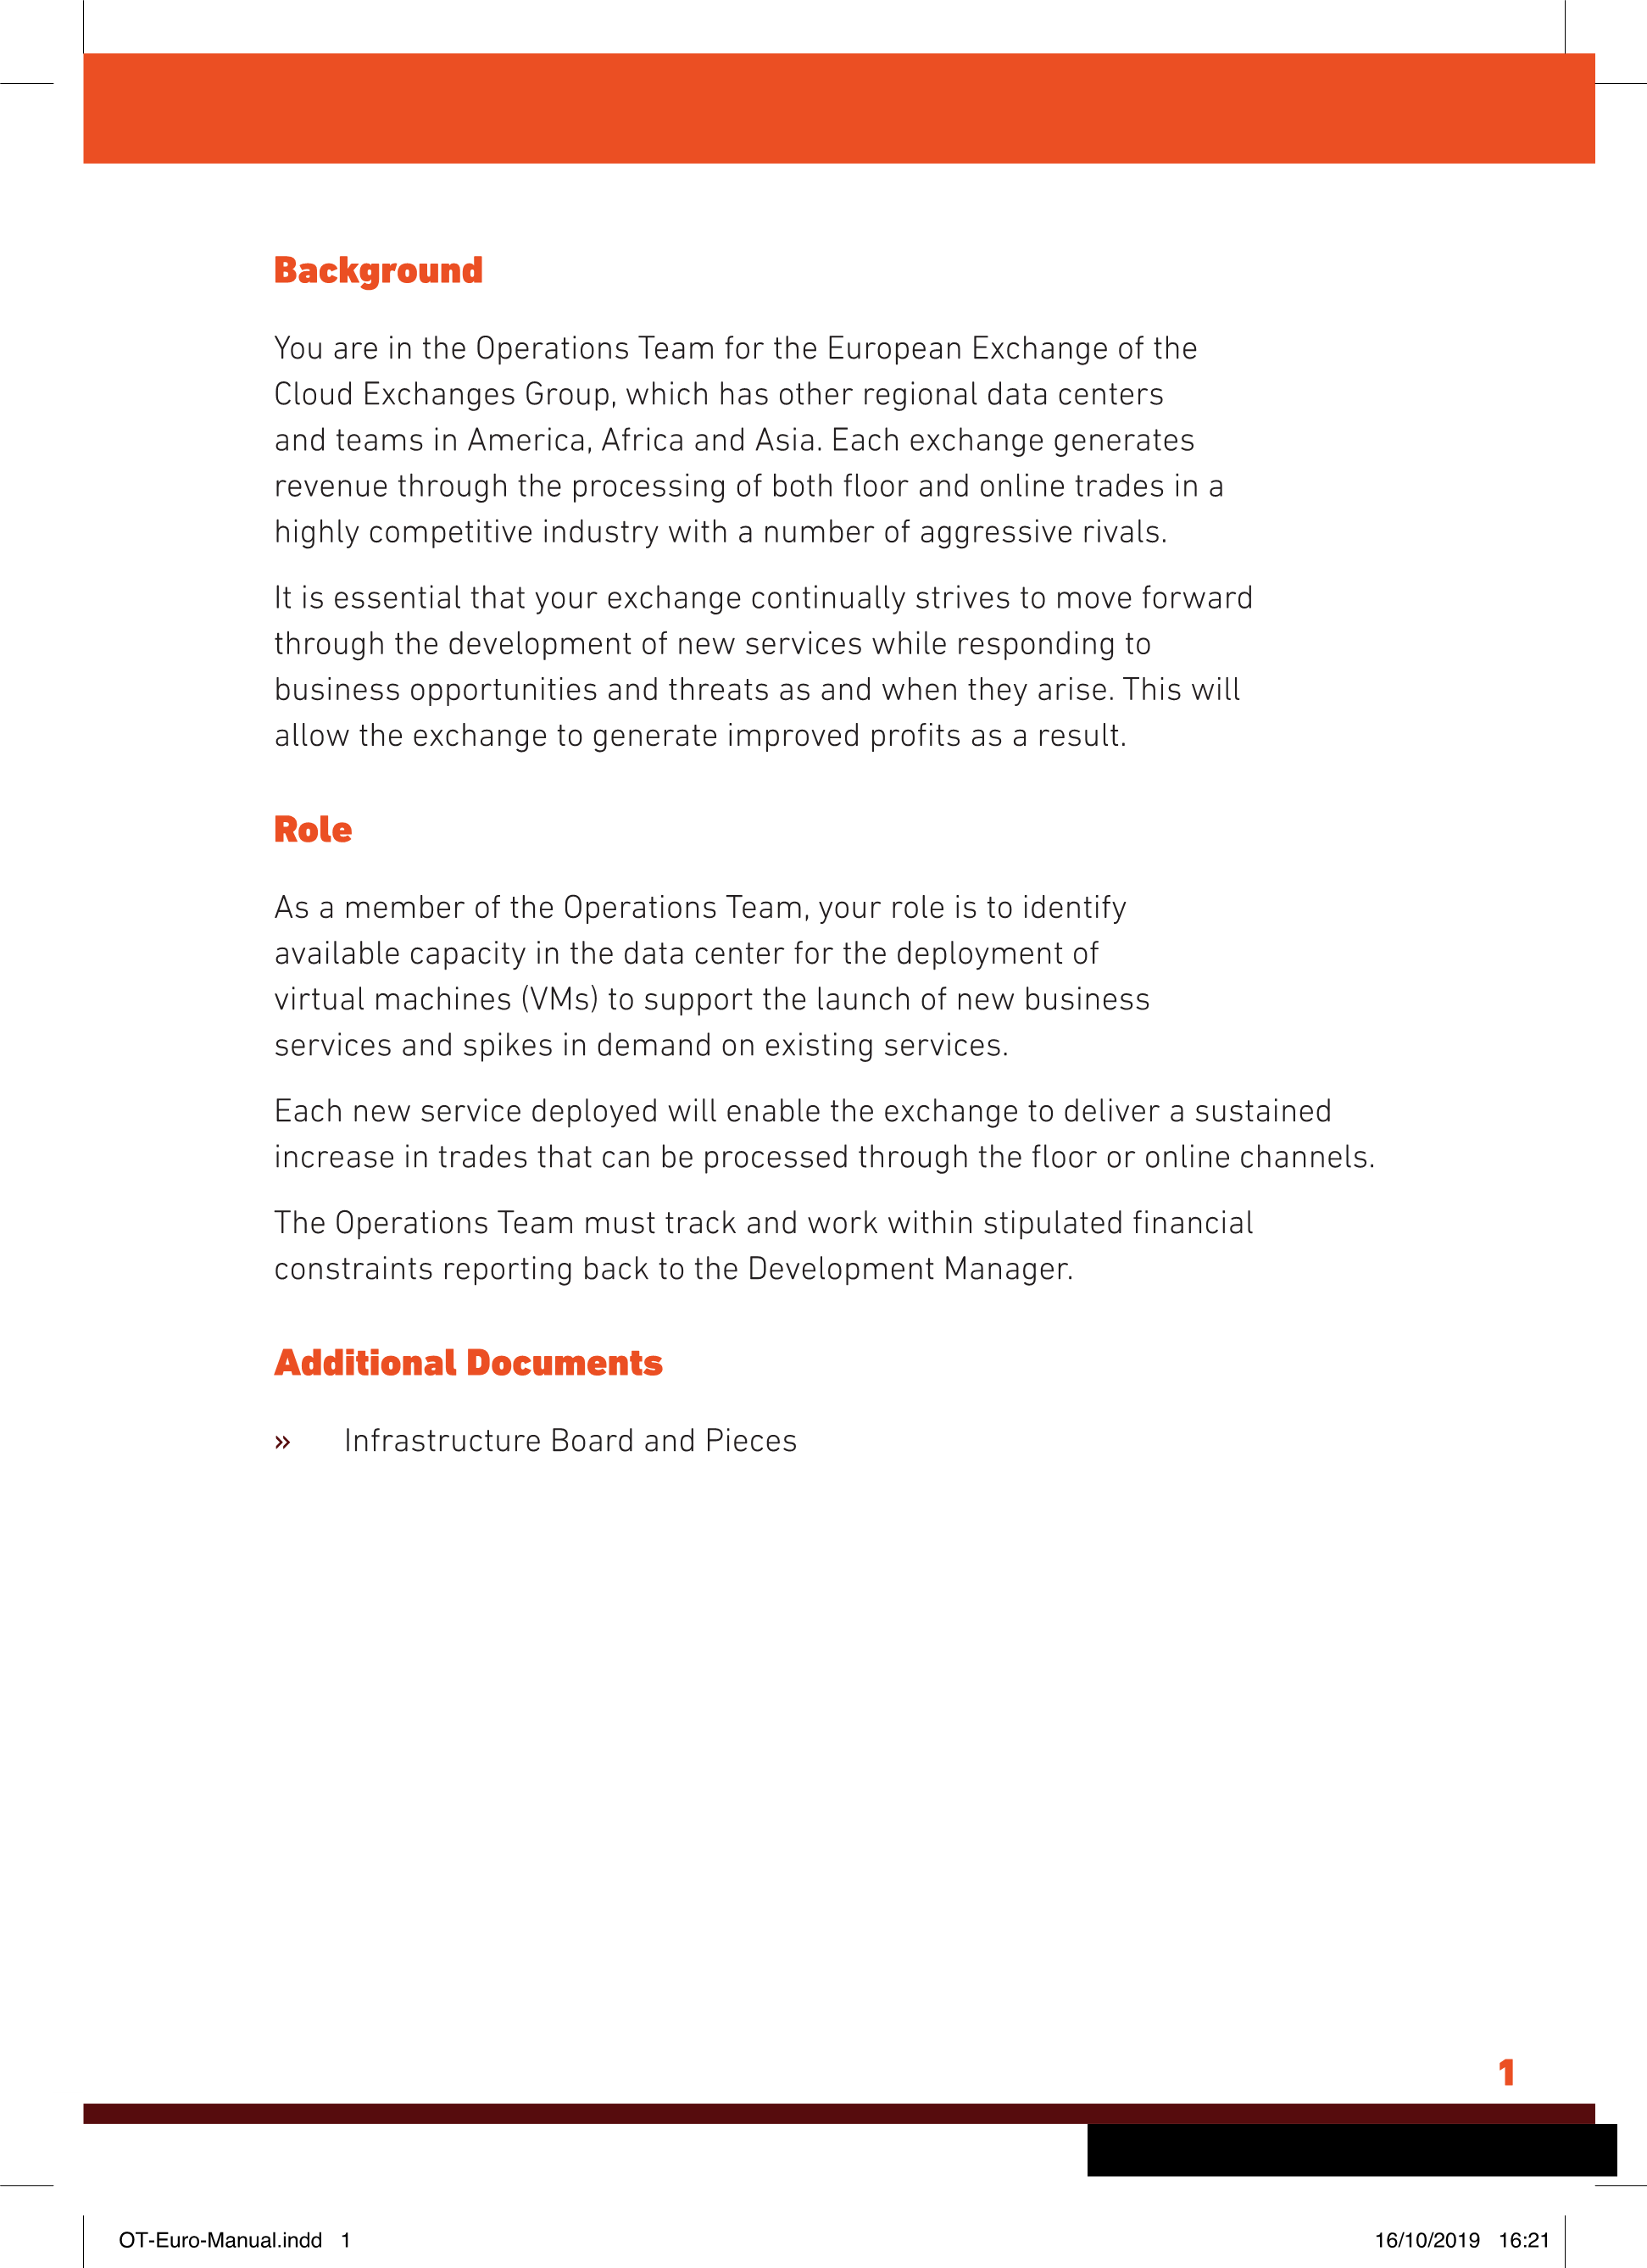 Background
You are in the Operations Team for the European Exchange of the
Cloud Exchanges Group, which has other regional data centers
and teams in America, Africa and Asia. Each exchange generates
revenue through the processing of both floor and online trades in a
highly competitive industry with a number of aggressive rivals.
It is essential that your exchange continually strives to move forward
through the development of new services while responding to
business opportunities and threats as and when they arise. This will
allow the exchange to generate improved profits as a result.
Role
As a member of the Operations Team, your role is to identify
available capacity in the data center for the deployment of
virtual machines (VMs) to support the launch of new business
services and spikes in demand on existing services.
Each new service deployed will enable the exchange to deliver a sustained
increase in trades that can be processed through the floor or online channels.
The Operations Team must track and work within stipulated financial
constraints reporting back to the Development Manager.
Additional Documents
» Infrastructure Board and Pieces
1
OT-Euro-Manual.indd 1
16/10/2019 16:21